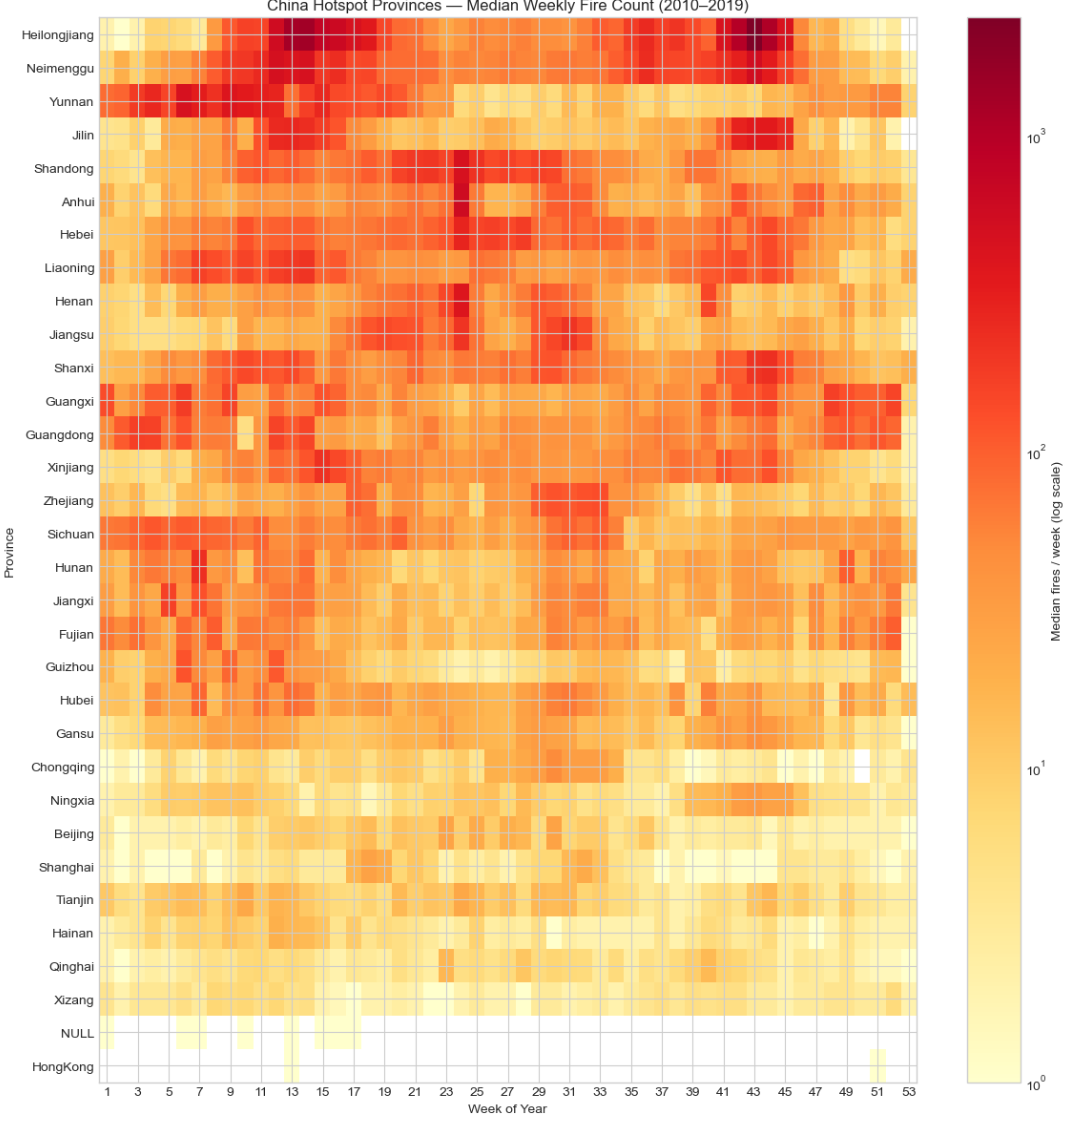 China Hotspot Provinces — Median Weekly Fire Count (2010–2019)
Heilongjiang
Neimenggu
Yunnan
Jilin
Shandong
Anhui
Hebei
Liaoning
Henan
Jiangsu
Shanxi
Guangxi
Guangdong
Xinjiang
Zhejiang
Sichuan
Hunan
Jiangxi
Fujian
Guizhou
Hubei
Gansu
Chongqing
Ningxia
Beijing
Shanghai
Tianjin
Hainan
Qinghai
Xizang
NULL
HongKong
Province
1 3 5 7 9 11 13 15 17 19 21 23 25 27 29 31 33 35 37 39 41 43 45 47 49 51 53
Week of Year
10³
10²
10¹
10⁰
Median fires / week (log scale)